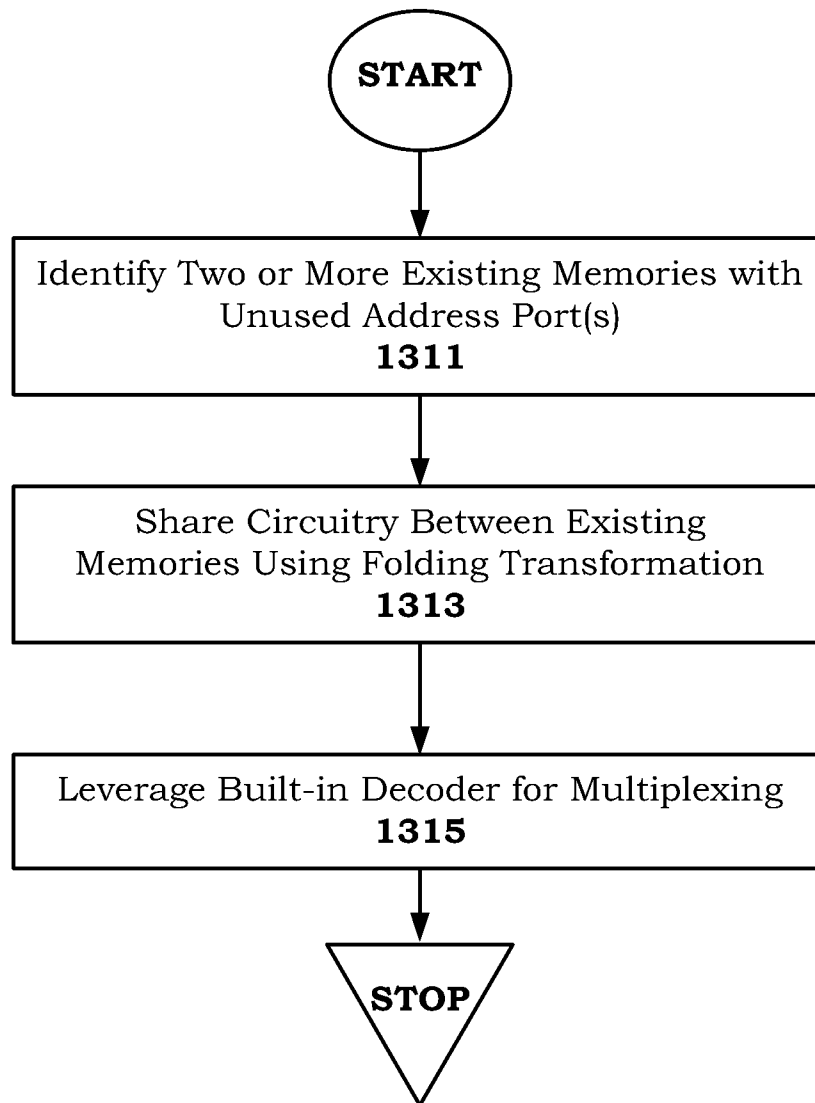 START
Identify Two or More Existing Memories with
Unused Address Port(s)
1311
Share Circuitry Between Existing
Memories Using Folding Transformation
1313
Leverage Built-in Decoder for Multiplexing
1315
STOP